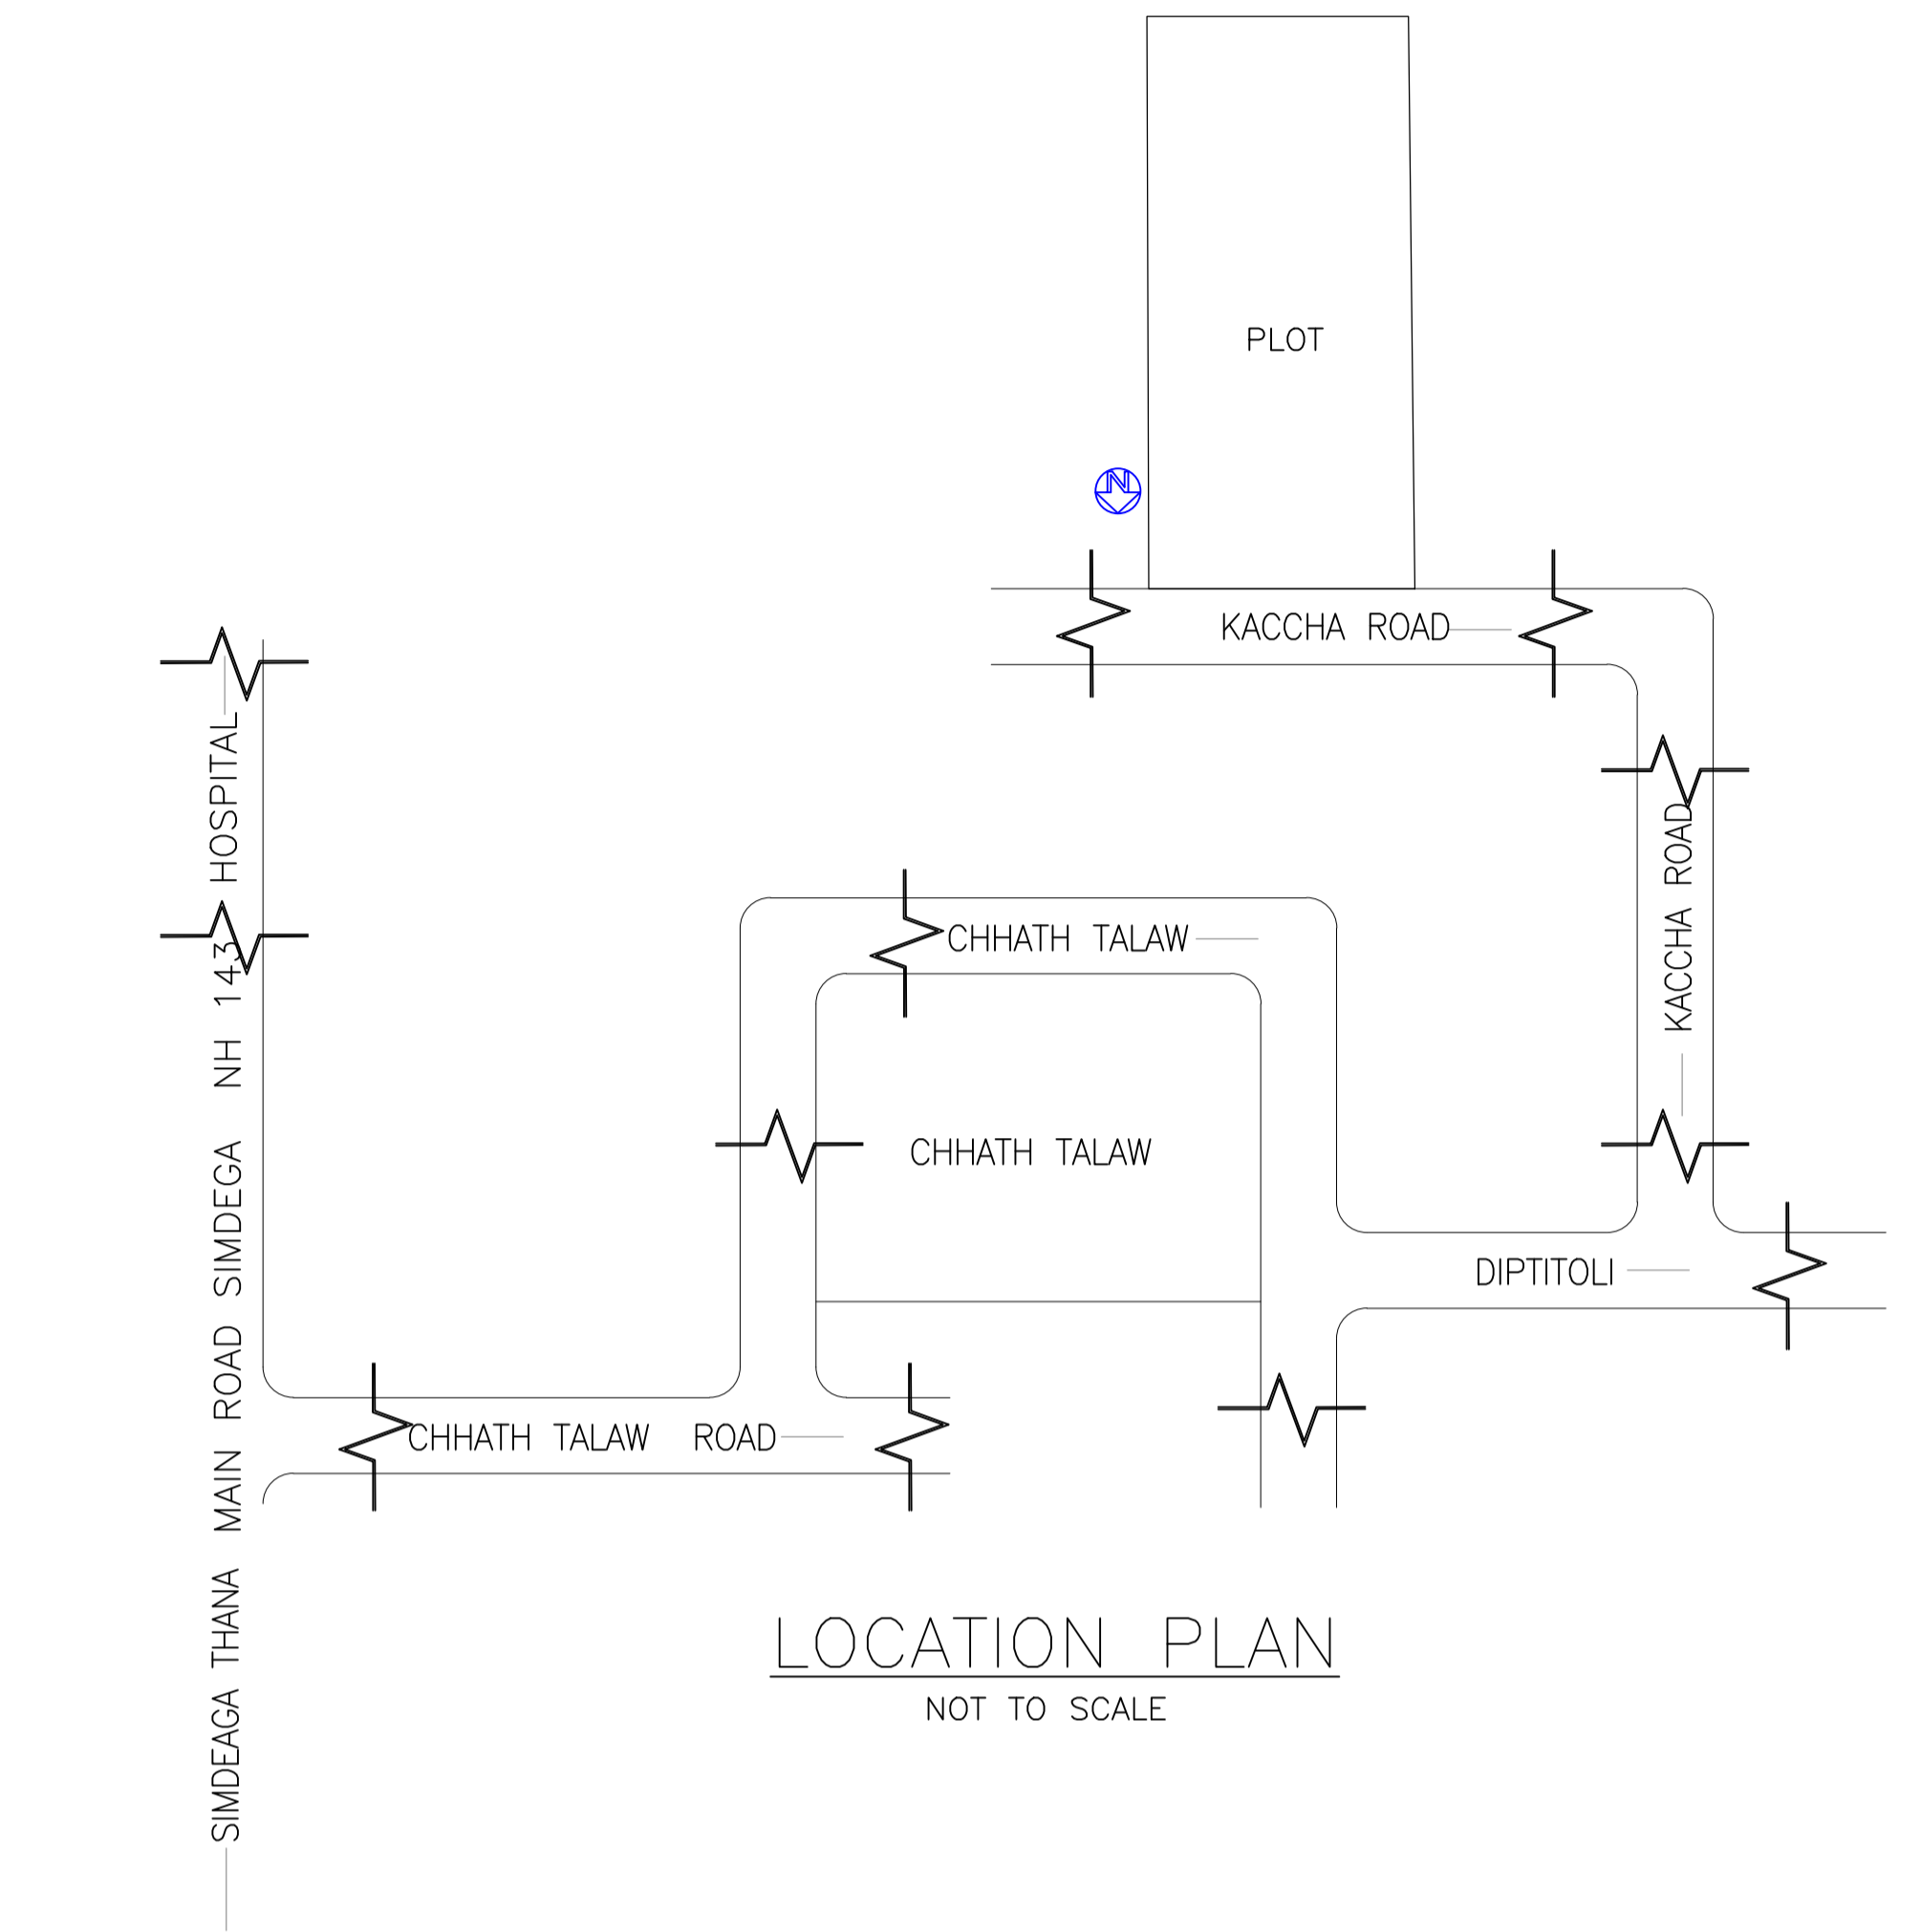 PLOT
N
KACCHA ROAD
HOSPITAL
KACCHA ROAD
CHHATH TALAW
NH 143
CHHATH TALAW
MAIN ROAD SIMDEGA
DIPTITOLI
CHHATH TALAW ROAD
SIMDEAGA THANA
LOCATION PLAN
NOT TO SCALE